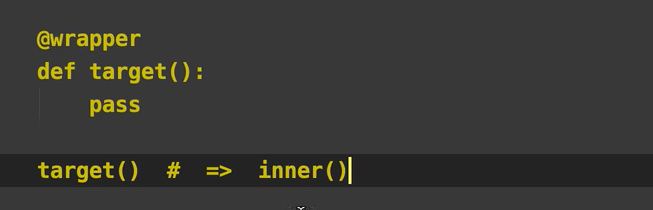 @wrapper
def target():
    pass
target()  #  =>  inner()